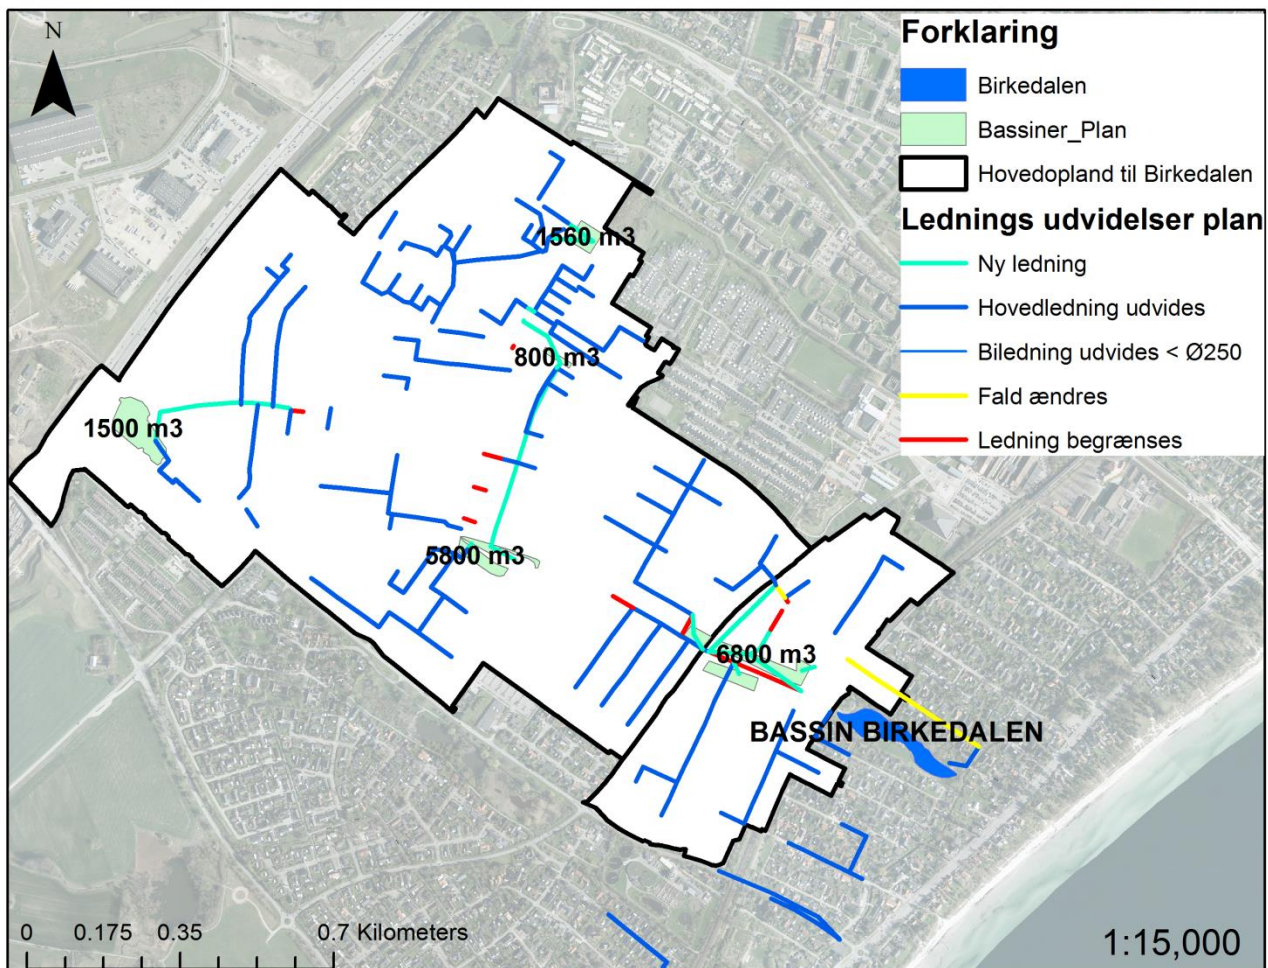 N
Forklaring
Birkedalen
Bassiner_Plan
Hovedopland til Birkedalen
Lednings udvidelser plan
Ny ledning
Hovedledning udvides
Biledning udvides < Ø250
Fald ændres
Ledning begrænses
1560 m3
800 m3
1500 m3
5800 m3
6800 m3
BASSIN BIRKEDALEN
0 0.175 0.35 0.7 Kilometers
1:15,000